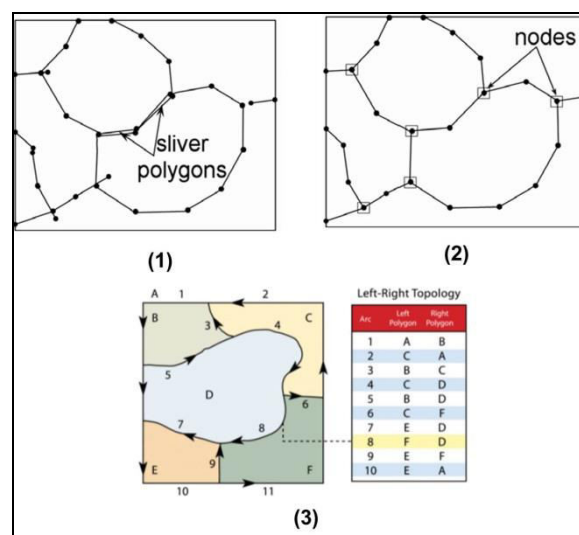 sliver
polygons
(1)
nodes
(2)
A 1 2
B 3 4 C
5 D 6
7 8
E 9 F
10 11
Left-Right Topology
Arc Left Polygon Right Polygon
1 A B
2 C A
3 B C
4 C D
5 B D
6 C F
7 E D
8 F D
9 E F
10 E A
(3)